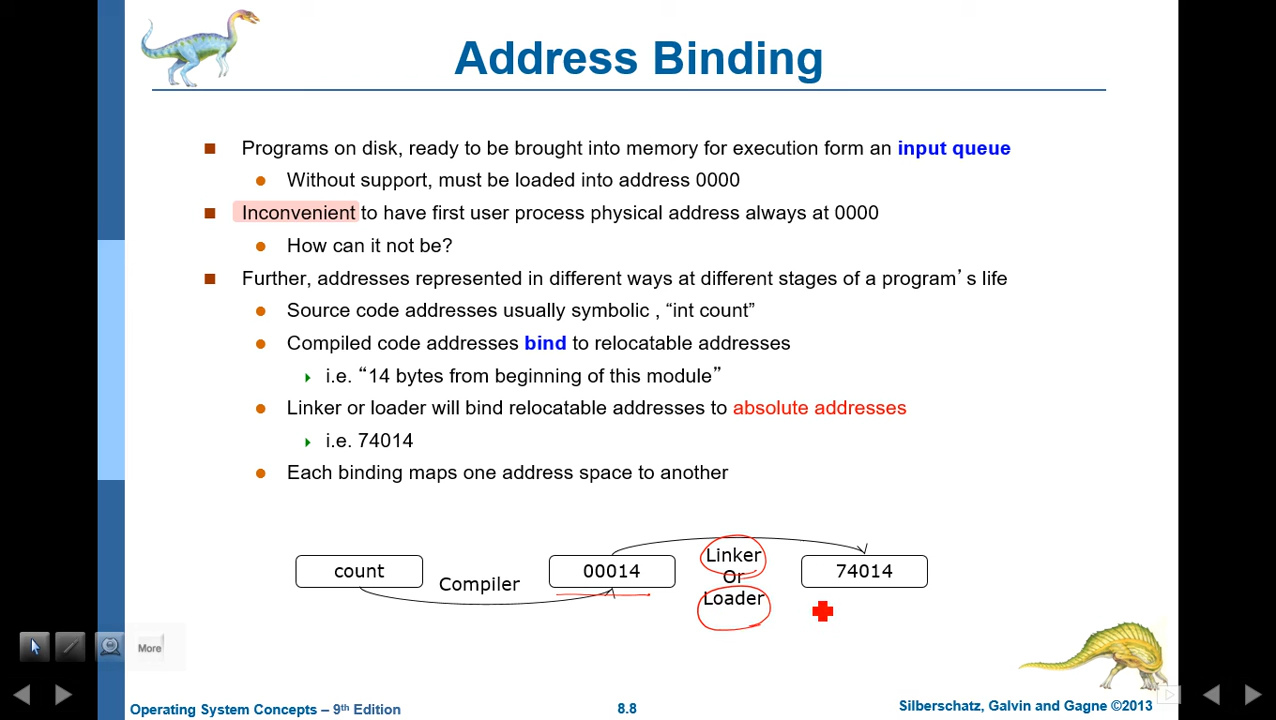 Address Binding
Programs on disk, ready to be brought into memory for execution form an input queue
Without support, must be loaded into address 0000
Inconvenient to have first user process physical address always at 0000
How can it not be?
Further, addresses represented in different ways at different stages of a program’s life
Source code addresses usually symbolic , “int count”
Compiled code addresses bind to relocatable addresses
i.e. “14 bytes from beginning of this module”
Linker or loader will bind relocatable addresses to absolute addresses
i.e. 74014
Each binding maps one address space to another
count
Compiler
00014
Linker
Or
Loader
74014
More
Operating System Concepts – 9th Edition
8.8
Silberschatz, Galvin and Gagne ©2013